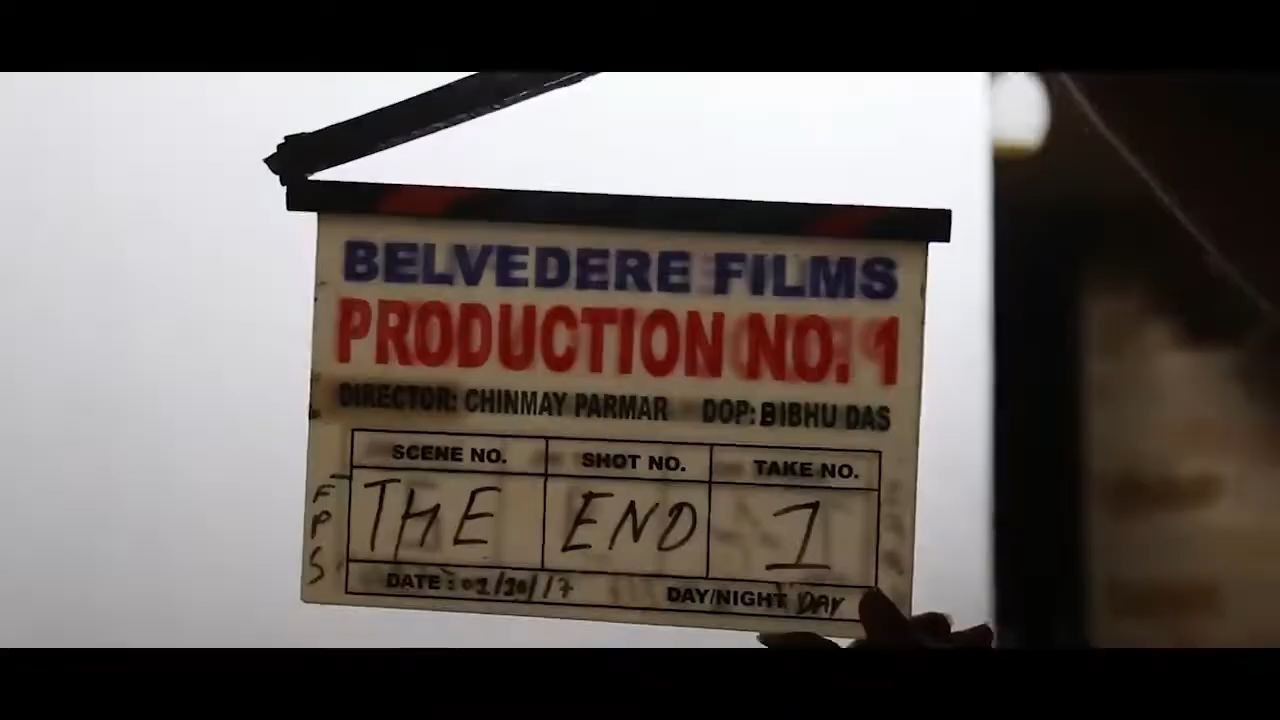 BELVEDERE FILMS
PRODUCTION NO. 1
DIRECTOR: CHINMAY PARMAR DOP: BIBHU DAS
SCENE NO. SHOT NO. TAKE NO.
FPS
THE END 1
DATE: DAY/NIGHT DAY